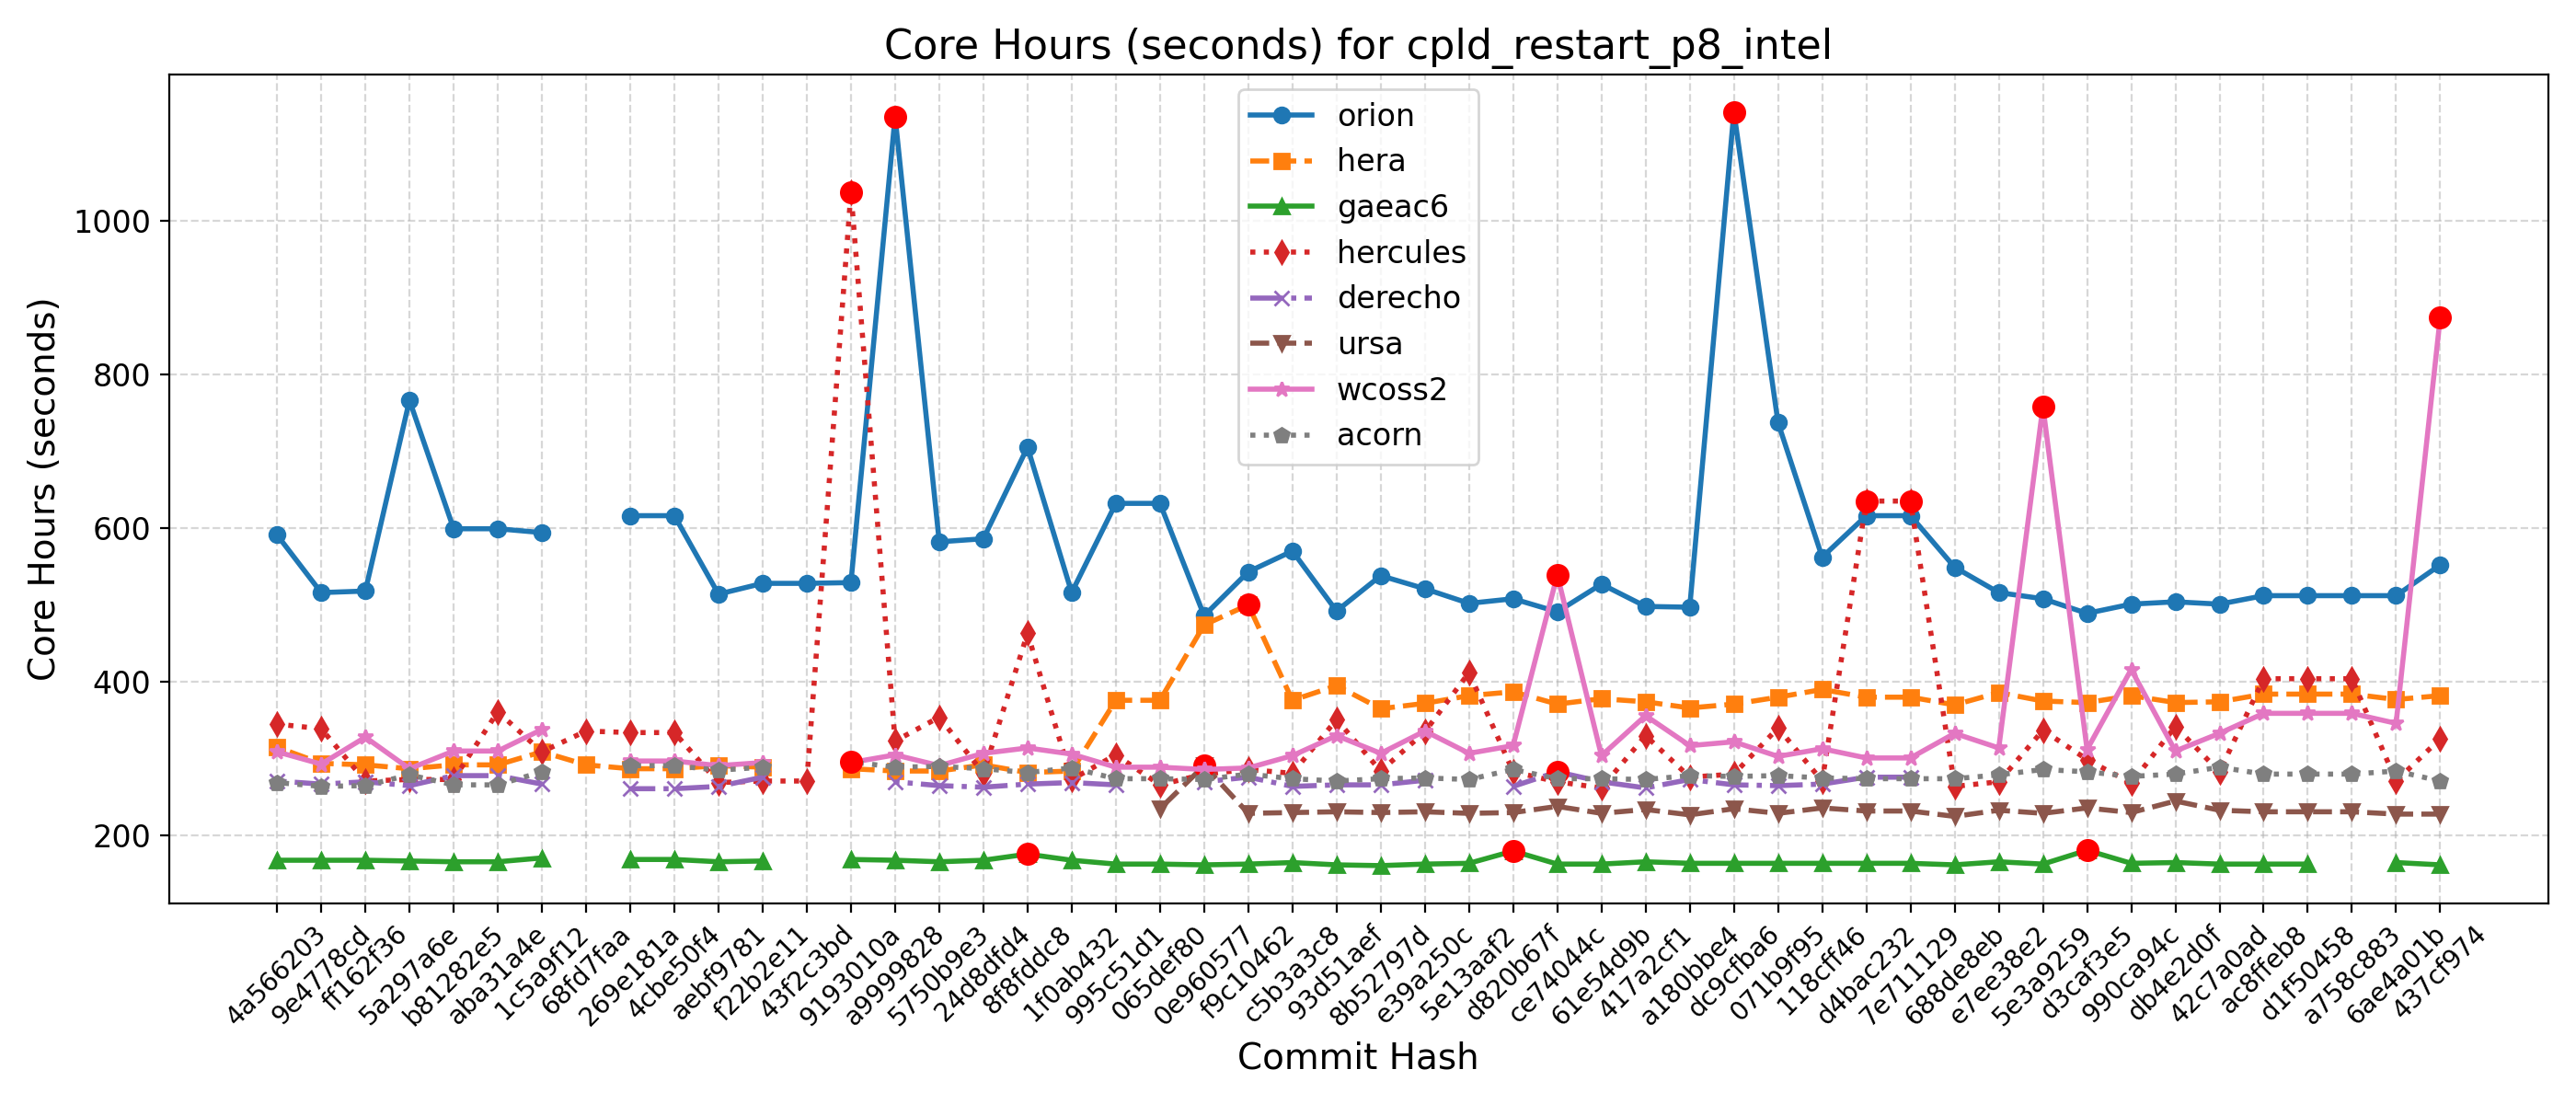 Core Hours (seconds) for cpld_restart_p8_intel
Core Hours (seconds)
1000
800
600
400
200
orion
hera
gaeac6
hercules
derecho
ursa
wcoss2
acorn
4a566203
9e4778cd
ff162f36
5a297a6e
b81282e5
aba31a4e
1c5a9f12
68fd7faa
269e181a
4cbe50f4
aebf9781
f22b2e11
43f2c3bd
9193010a
a9999828
5750b9e3
24d8dfd4
8f8fddc8
1f0ab432
995c51d1
065def80
0e960577
f9c10462
c5b3a3c8
93d51aef
8b52797d
e39a250c
5e13aaf2
d820b67f
ce74044c
61e54d9b
417a2cf1
a180bbe4
dc9cfba6
071b9f95
118cff46
d4bac232
7e711129
688de8eb
e7ee38e2
5e3a9259
d3caf3e5
990ca94c
db4e2d0f
42c7a0ad
ac8ffeb8
d1f50458
a758c883
6ae4a01b
437cf974
Commit Hash